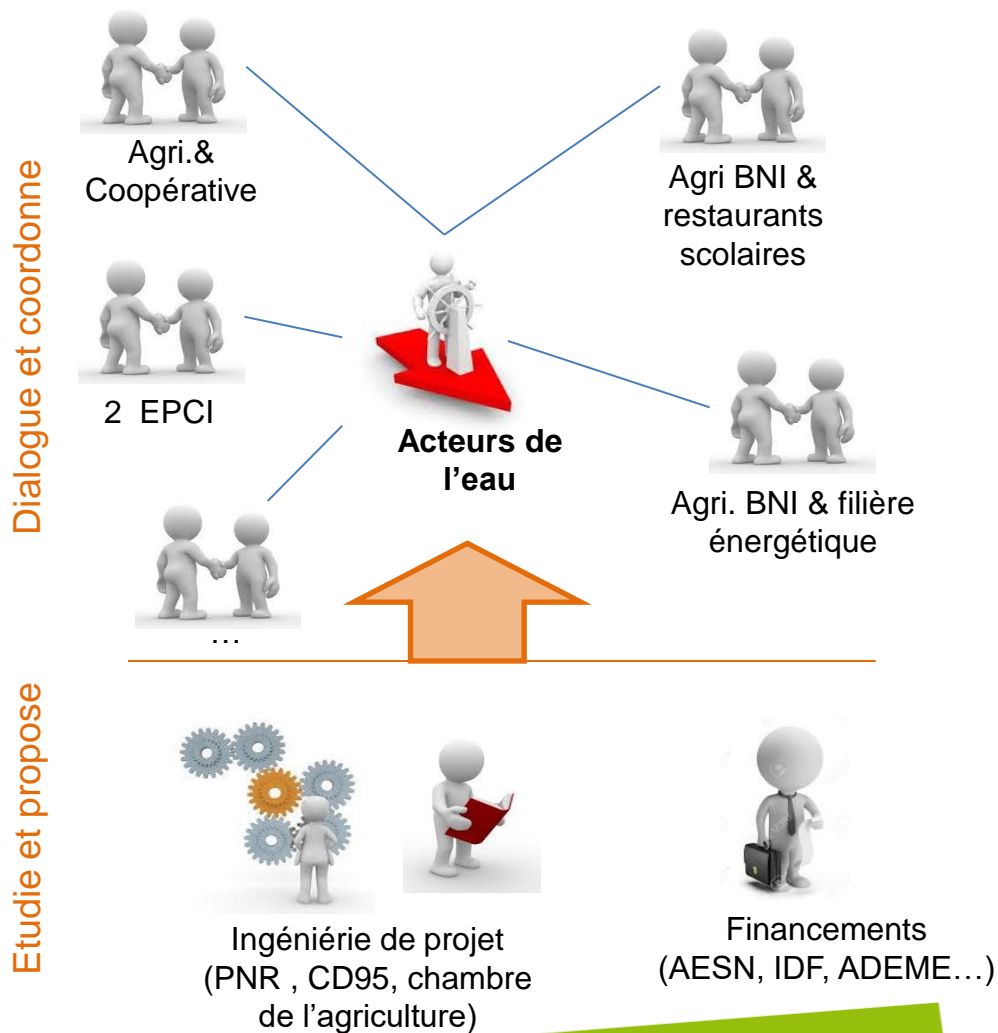 Dialogue et coordonne
Agri.&
Coopérative
Agri BNI &
restaurants
scolaires
2 EPCI
Acteurs de
l’eau
Agri. BNI & filière
énergétique
…
Etudie et propose
Ingéniérie de projet
(PNR , CD95, chambre
de l’agriculture)
Financements
(AESN, IDF, ADEME…)